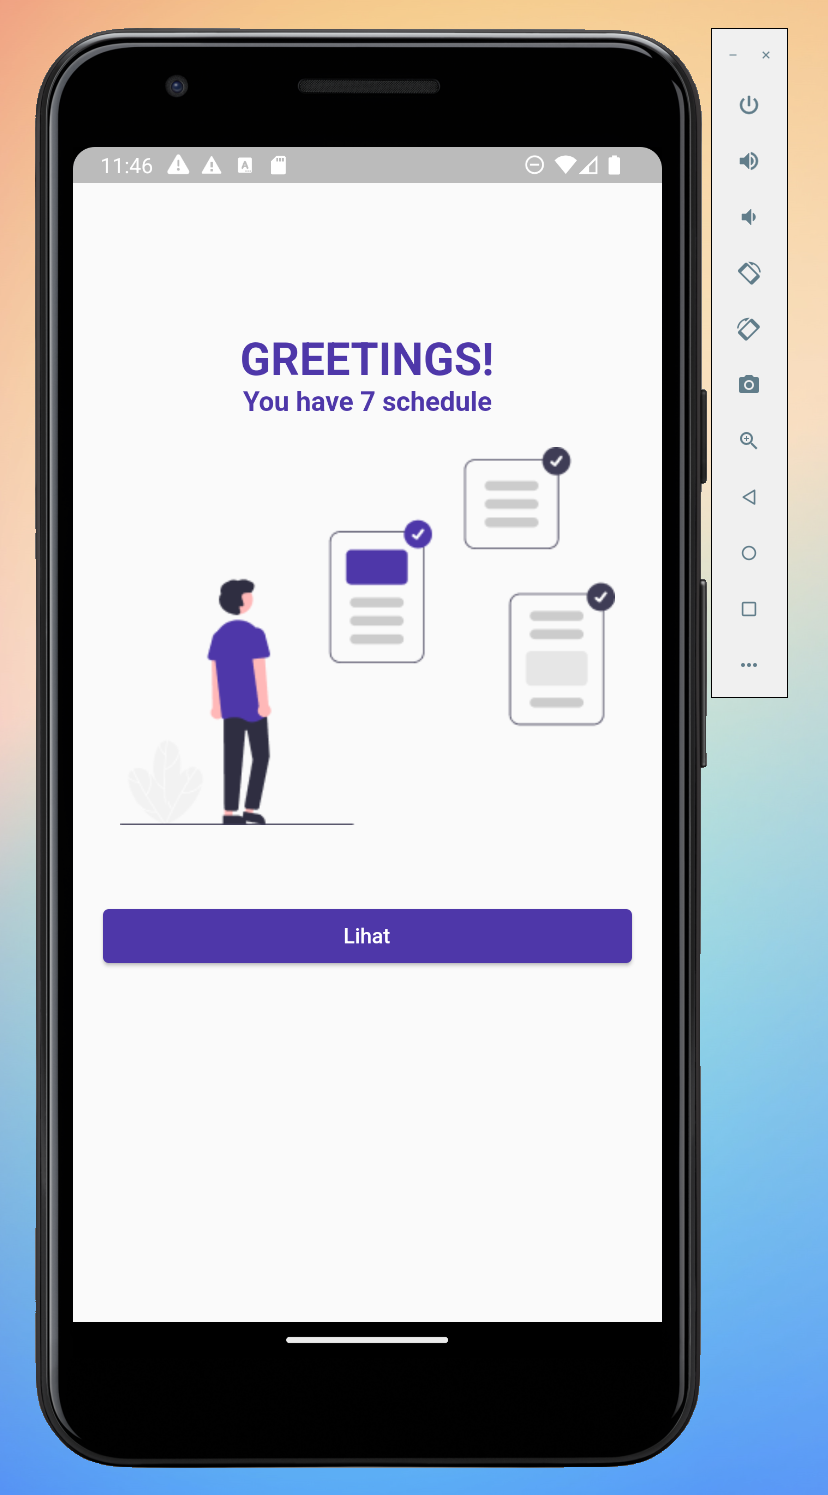 11:46
GREETINGS!
You have 7 schedule
Lihat